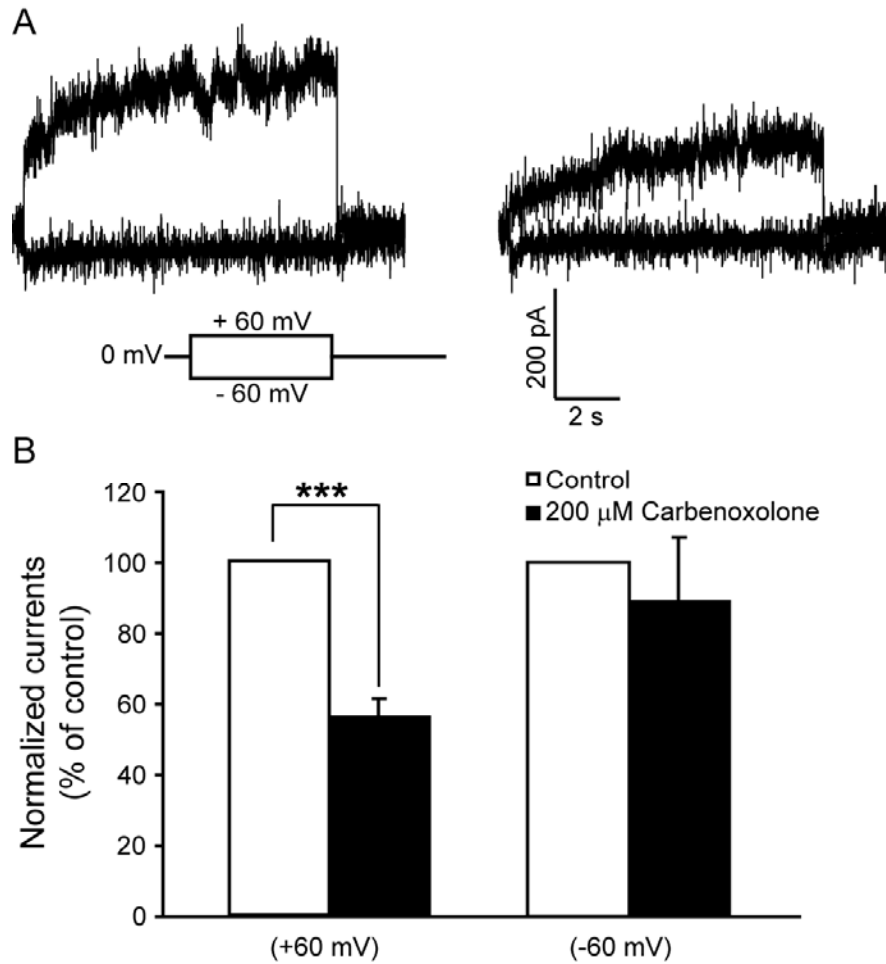 A
+ 60 mV
0 mV
- 60 mV
200 pA
2 s
B
Normalized currents
(% of control)
120
100
80
60
40
20
0
***
Control
200 μM Carbenoxolone
(+60 mV)
(-60 mV)